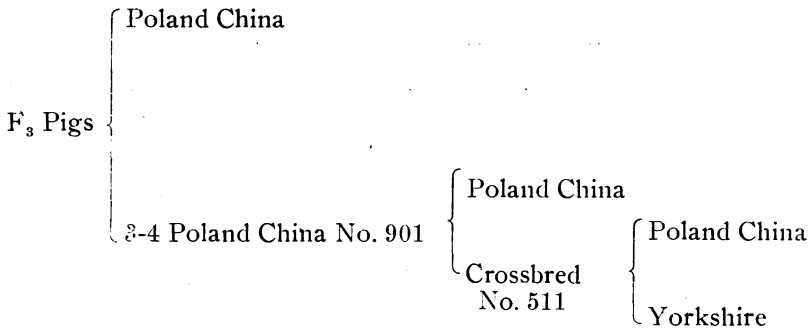 Poland China
F₃ Pigs
Poland China
3-4 Poland China No. 901
Poland China
Crossbred
No. 511
Yorkshire